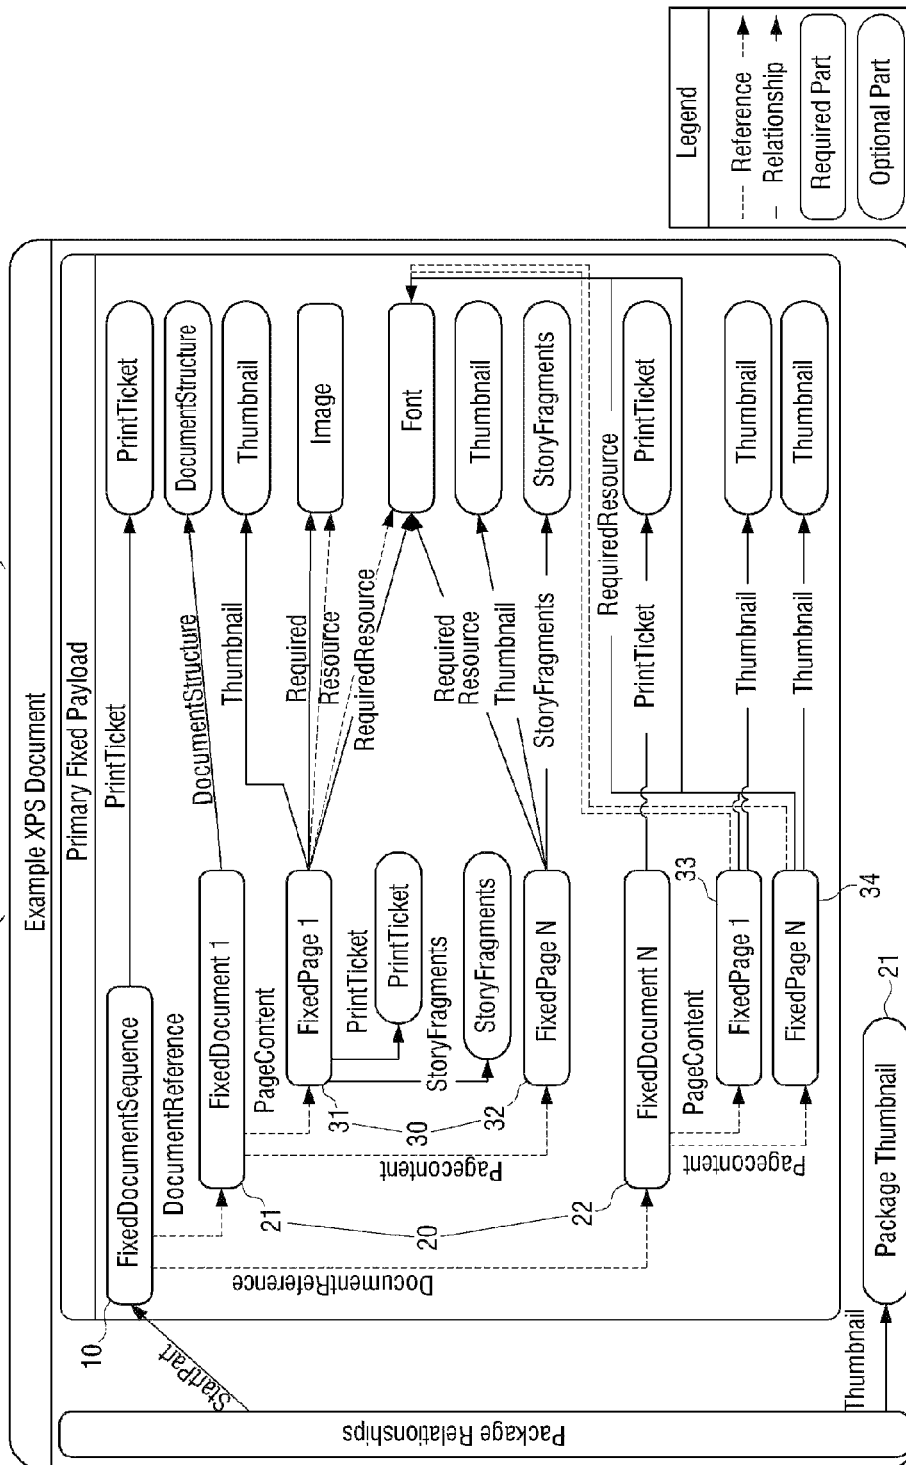 Example XPS Document
Primary Fixed Payload
Package Relationships
StartPart
10
FixedDocumentSequence
PrintTicket
PrintTicket
DocumentReference
DocumentReference
FixedDocument 1
21
20
22
DocumentStructure
DocumentStructure
PageContent
Pagecontent
FixedPage 1
31
30
32
Thumbnail
Thumbnail
Required
Resource
Image
RequiredResource
Font
PrintTicket
PrintTicket
StoryFragments
StoryFragments
FixedPage N
Required
Resource
Thumbnail
Thumbnail
StoryFragments
StoryFragments
FixedDocument N
PrintTicket
PrintTicket
RequiredResource
PageContent
Pagecontent
FixedPage 1
33
Thumbnail
Thumbnail
FixedPage N
34
Thumbnail
Thumbnail
Thumbnail
Package Thumbnail
21
Legend
Reference
Relationship
Required Part
Optional Part